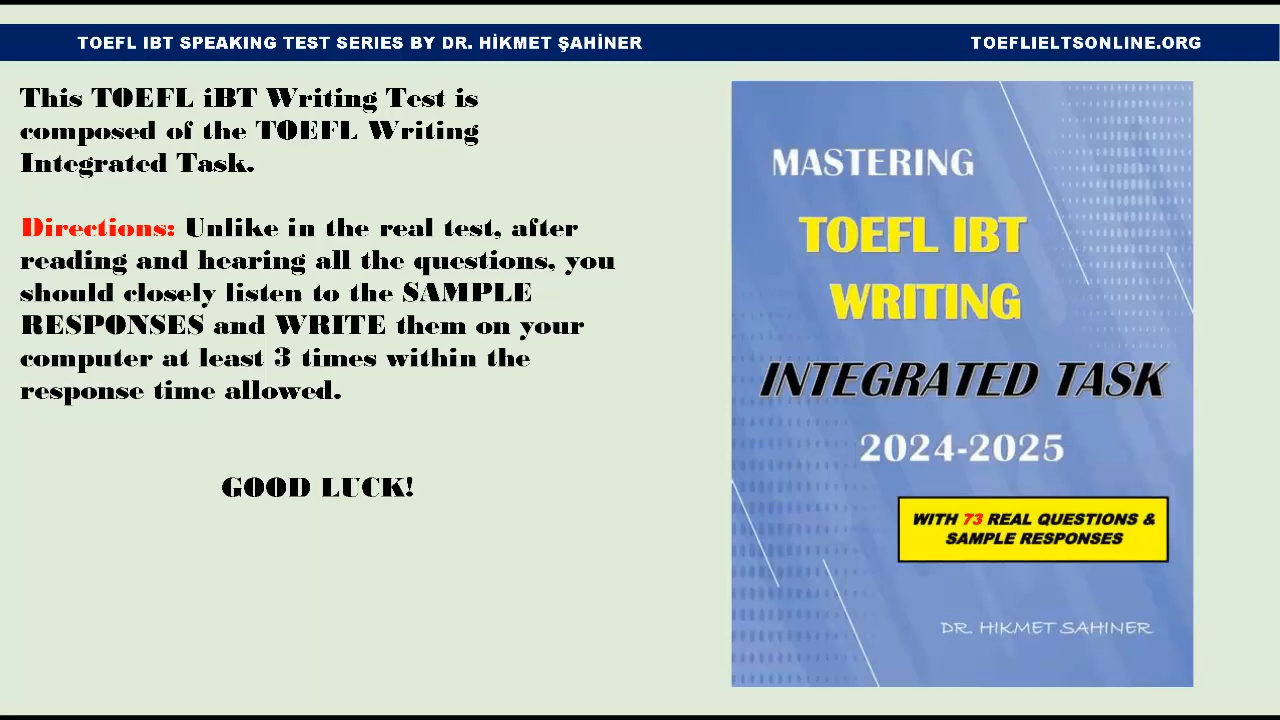 TOEFL IBT SPEAKING TEST SERIES BY DR. HİKMET ŞAHİNER
TOEFLIELTSONLINE.ORG
This TOEFL iBT Writing Test is
composed of the TOEFL Writing
Integrated Task.
Directions: Unlike in the real test, after
reading and hearing all the questions, you
should closely listen to the SAMPLE
RESPONSES and WRITE them on your
computer at least 3 times within the
response time allowed.
GOOD LUCK!
MASTERING
TOEFL IBT
WRITING
INTEGRATED TASK
2024-2025
WITH 73 REAL QUESTIONS &
SAMPLE RESPONSES
DR. HIKMET SAHINER